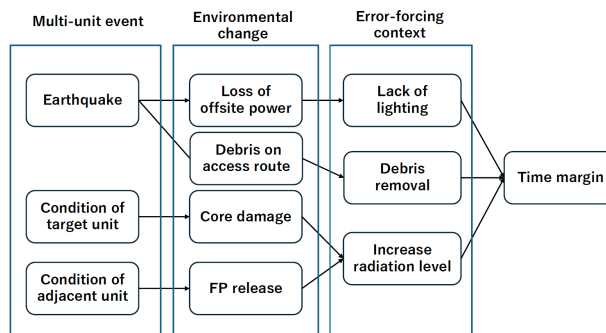 Multi-unit event
Environmental
change
Error-forcing
context
Earthquake
Loss of
offsite power
Lack of
lighting
Debris on
access route
Debris
removal
Time margin
Condition of
target unit
Core damage
Increase
radiation level
Condition of
adjacent unit
FP release